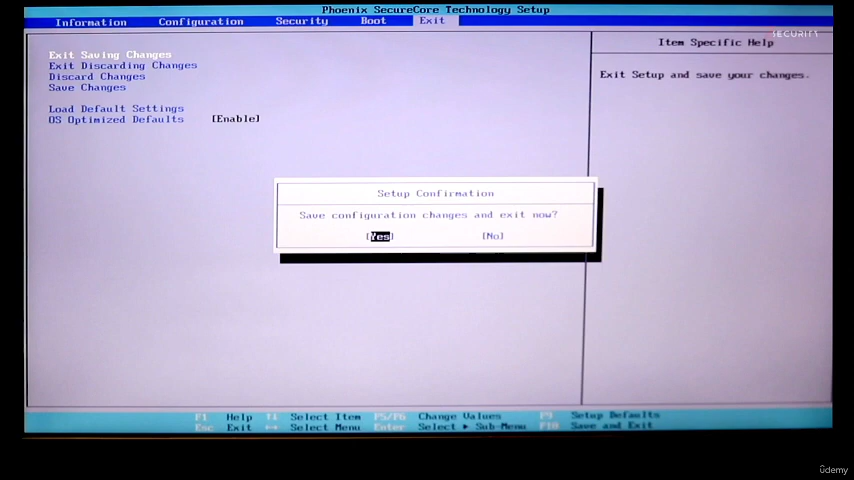 Phoenix SecureCore Technology Setup
Information Configuration Security Boot Exit
SECURITY
Exit Saving Changes
Exit Discarding Changes
Discard Changes
Save Changes
Load Default Settings
OS Optimized Defaults [Enable]
Item Specific Help
Exit Setup and save your changes.
Setup Confirmation
Save configuration changes and exit now?
[Yes] [No]
F1 Help ↑↓ Select Item F5/F6 Change Values F9 Setup Defaults
Esc Exit ↔ Select Menu Enter Select ▶ Sub-Menu F10 Save and Exit
udemy